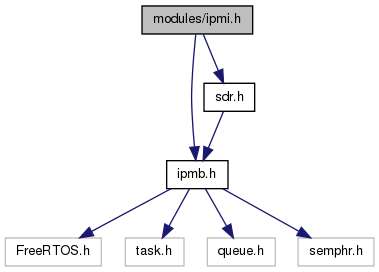 modules/ipmi.h
sdr.h
ipmb.h
FreeRTOS.h
task.h
queue.h
semphr.h